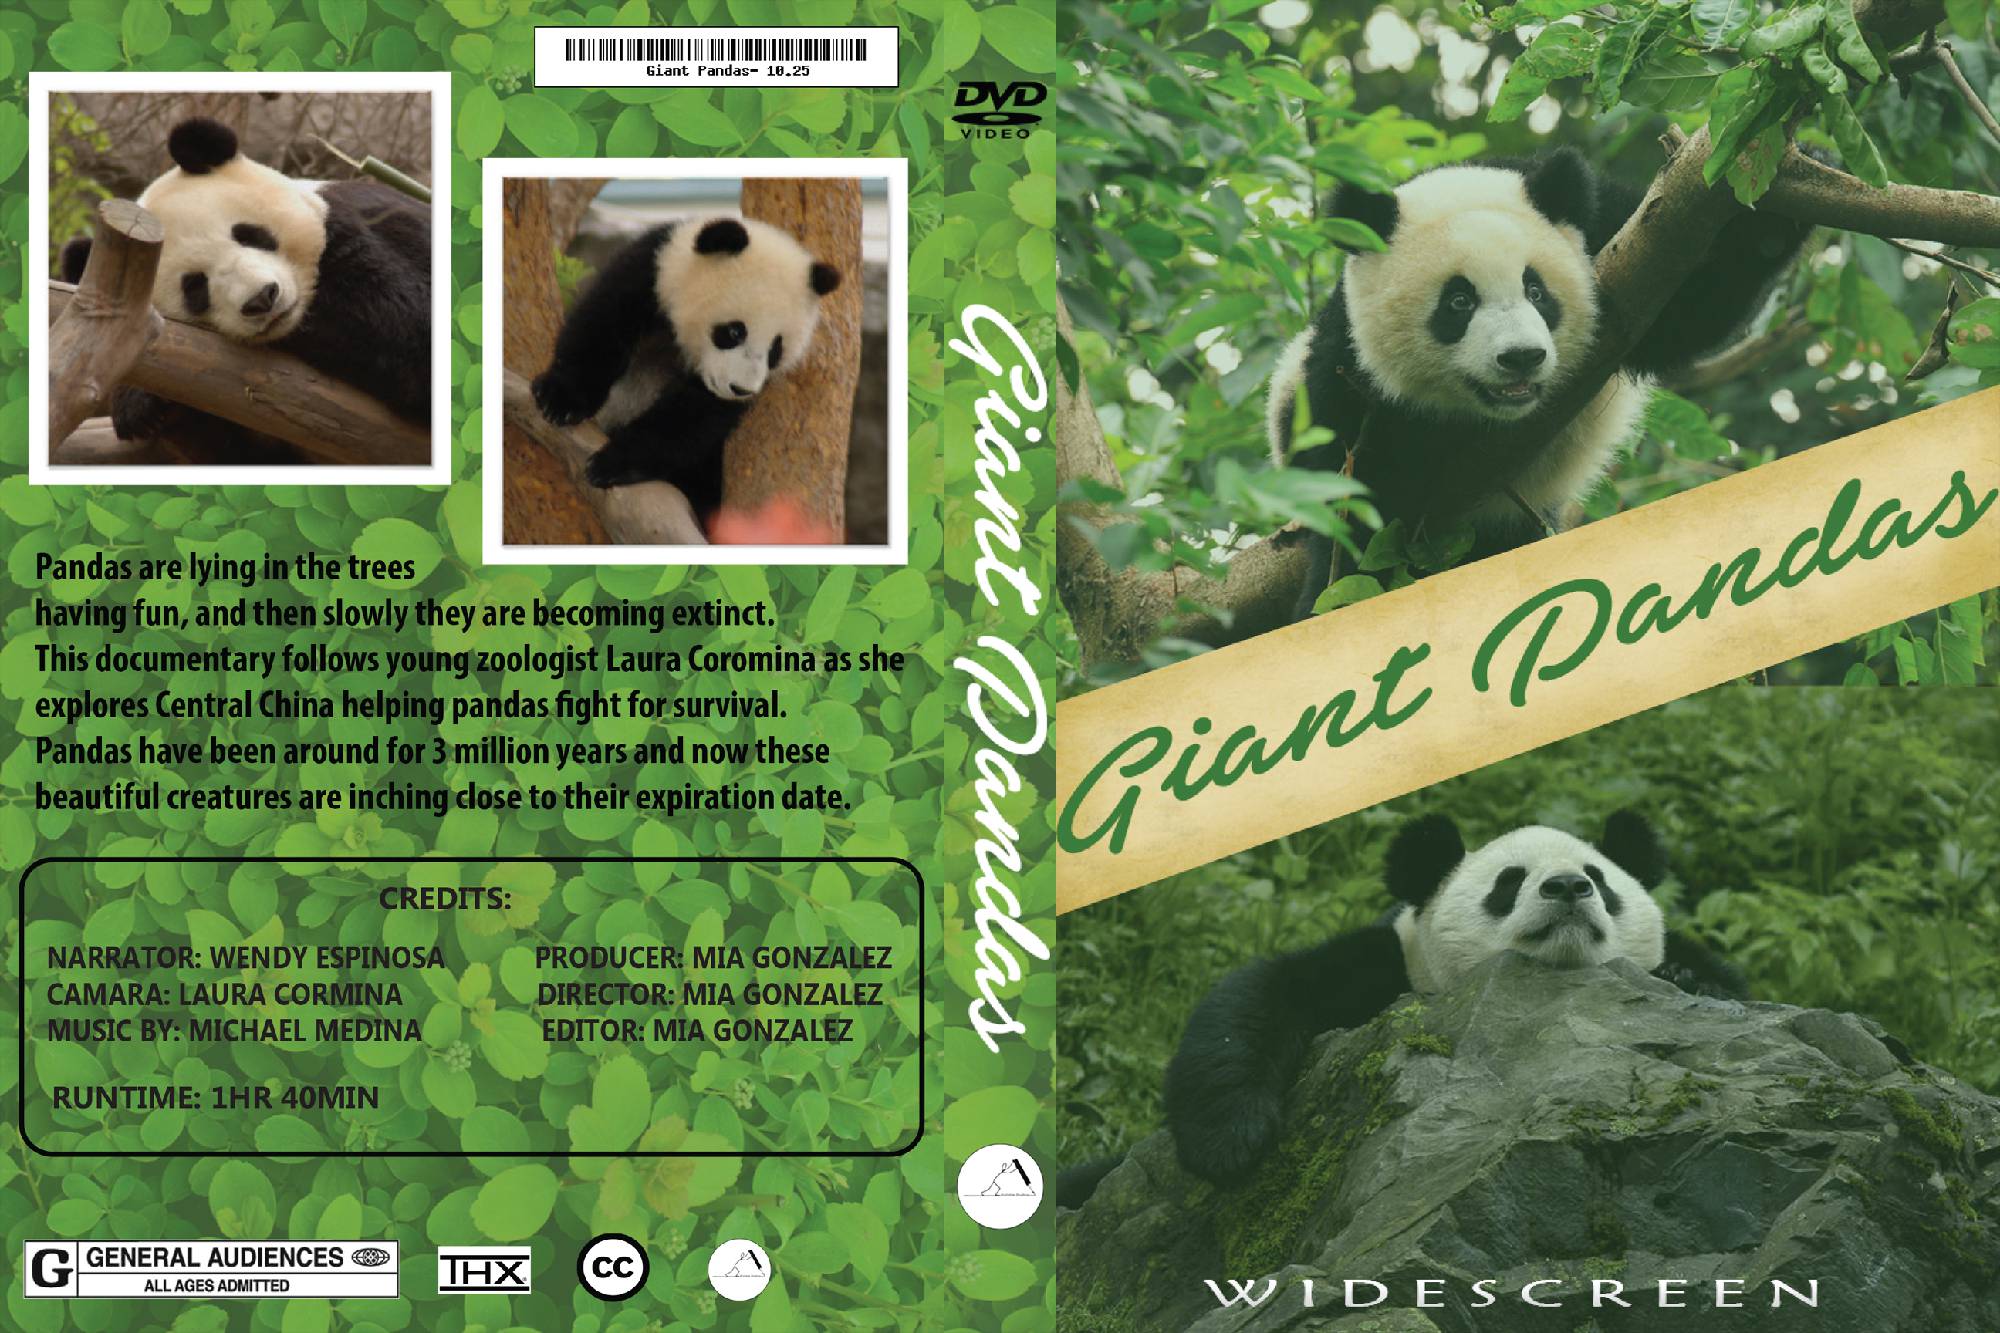 Giant Pandas- 10.25
Pandas are lying in the trees
having fun, and then slowly they are becoming extinct.
This documentary follows young zoologist Laura Coromina as she
explores Central China helping pandas fight for survival.
Pandas have been around for 3 million years and now these
beautiful creatures are inching close to their expiration date.
CREDITS:
NARRATOR: WENDY ESPINOSA
CAMARA: LAURA CORMINA
MUSIC BY: MICHAEL MEDINA
PRODUCER: MIA GONZALEZ
DIRECTOR: MIA GONZALEZ
EDITOR: MIA GONZALEZ
RUNTIME: 1HR 40MIN
G
GENERAL AUDIENCES
ALL AGES ADMITTED
THX
CC
DVD
VIDEO
Giant Pandas
Giant Pandas
WIDESCREEN